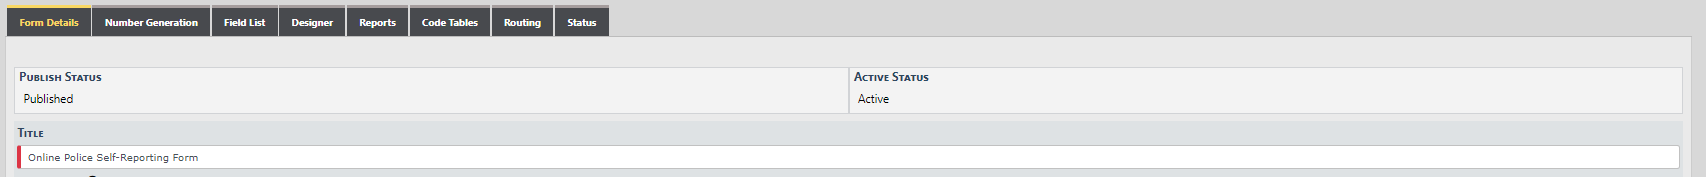 Form Details Number Generation Field List Designer Reports Code Tables Routing Status
Publish Status Active Status
Published Active
Title
Online Police Self-Reporting Form